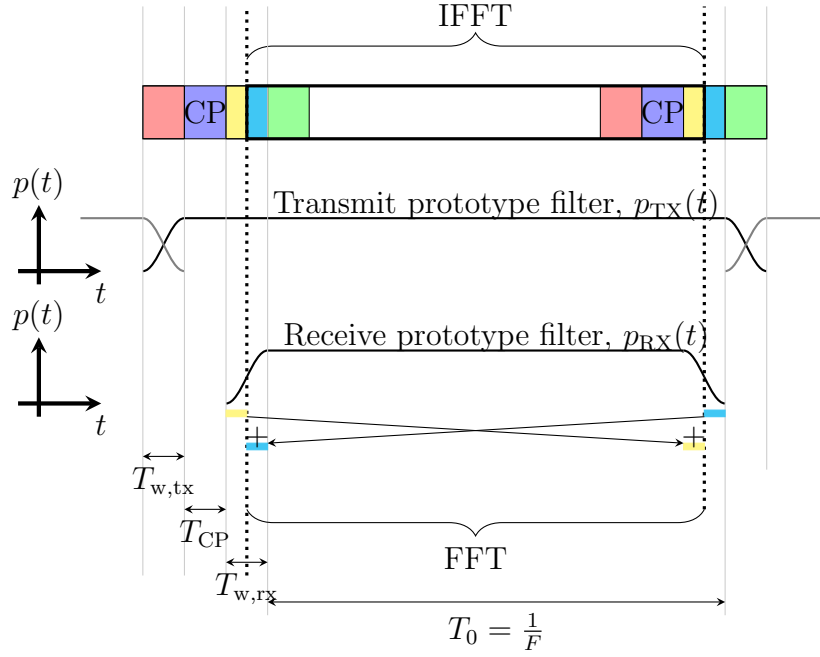 IFFT
CP
CP
p(t)
Transmit prototype filter, p_TX(t)
t
p(t)
Receive prototype filter, p_RX(t)
t
+
+
T_w,tx
T_CP
FFT
T_w,rx
T_0 = 1/F